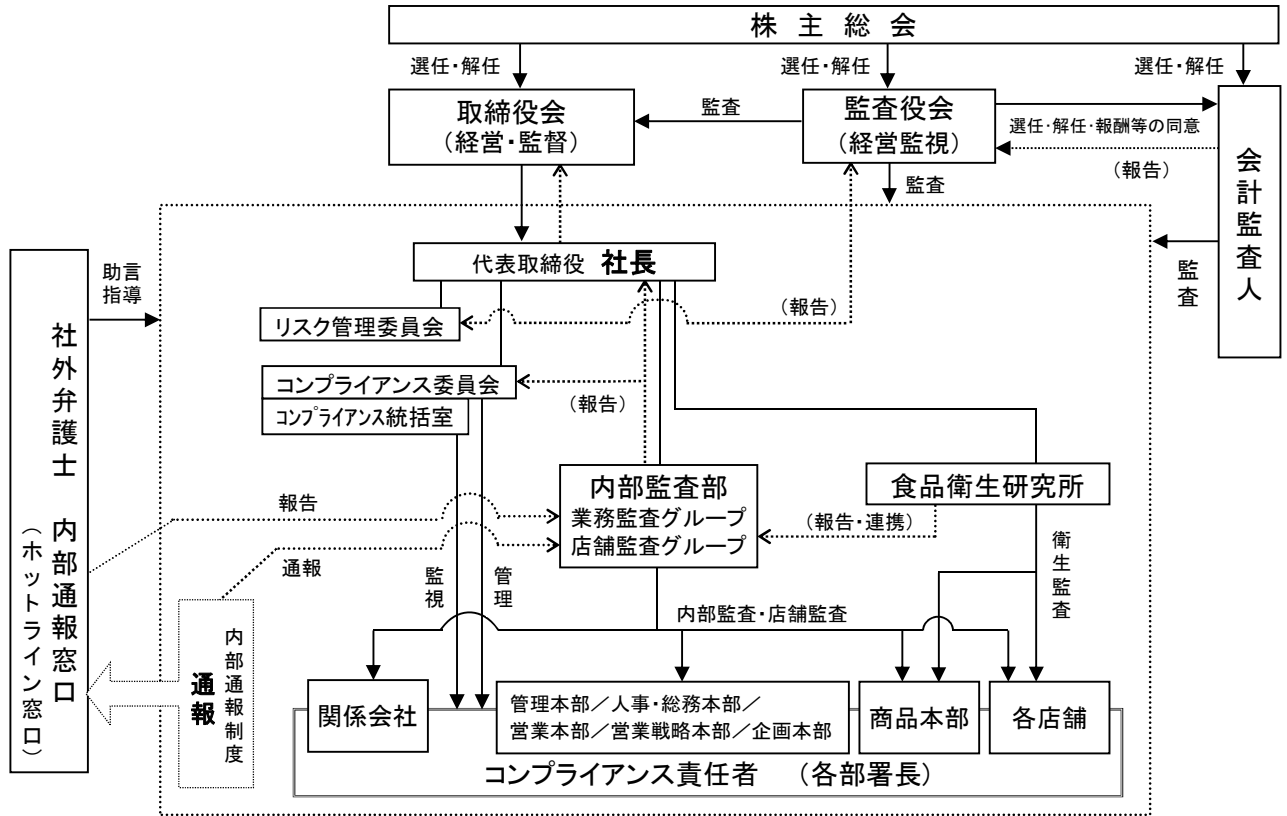 株 主 総 会
選任・解任
選任・解任
選任・解任
取締役会
（経営・監督）
監査
監査役会
（経営監視）
選任・解任・報酬等の同意
（報告）
会計監査人
監査
監査
代表取締役 社長
助言
指導
リスク管理委員会
（報告）
コンプライアンス委員会
コンプライアンス統括室
（報告）
社外弁護士 内部通報窓口
（ホットライン窓口）
内部監査部
業務監査グループ
店舗監査グループ
食品衛生研究所
（報告・連携）
報告
通報
監視
管理
衛生監査
内部監査・店舗監査
内部通報制度
通報
関係会社
管理本部／人事・総務本部／
営業本部／営業戦略本部／企画本部
商品本部
各店舗
コンプライアンス責任者 （各部署長）